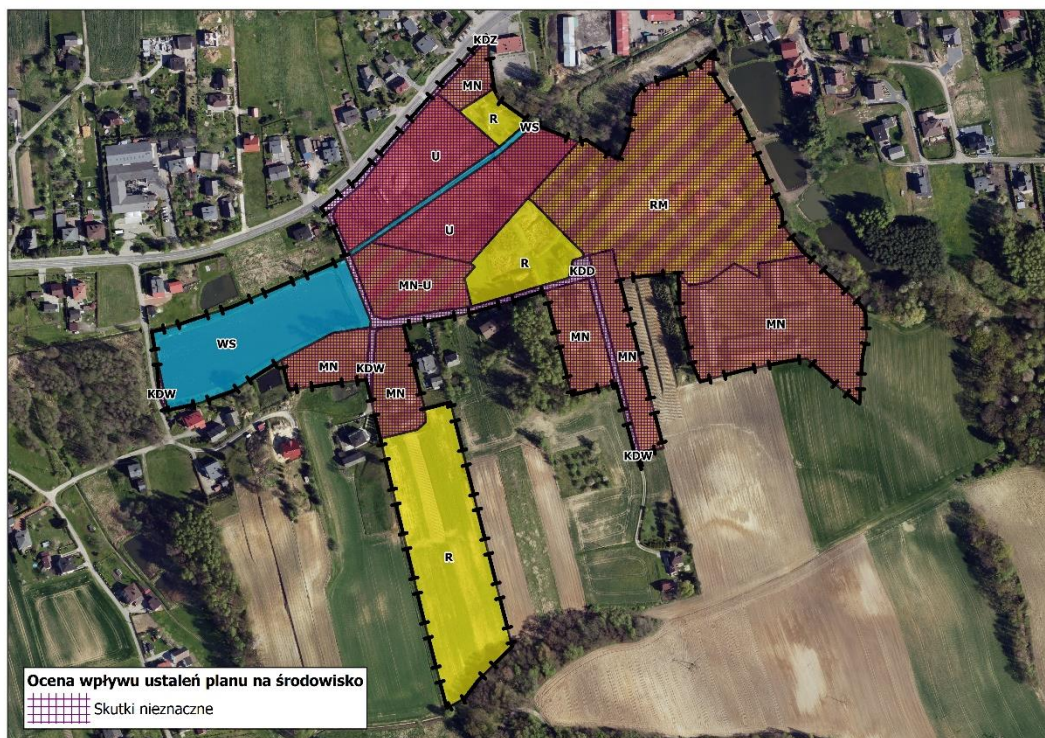 KDZ
MN
R
WS
U
RM
U
R
KDD
MN-U
WS
MN
MN
KDW
MN
MN
KDW
MN
KDW
R
Ocena wpływu ustaleń planu na środowisko
Skutki nieznaczne